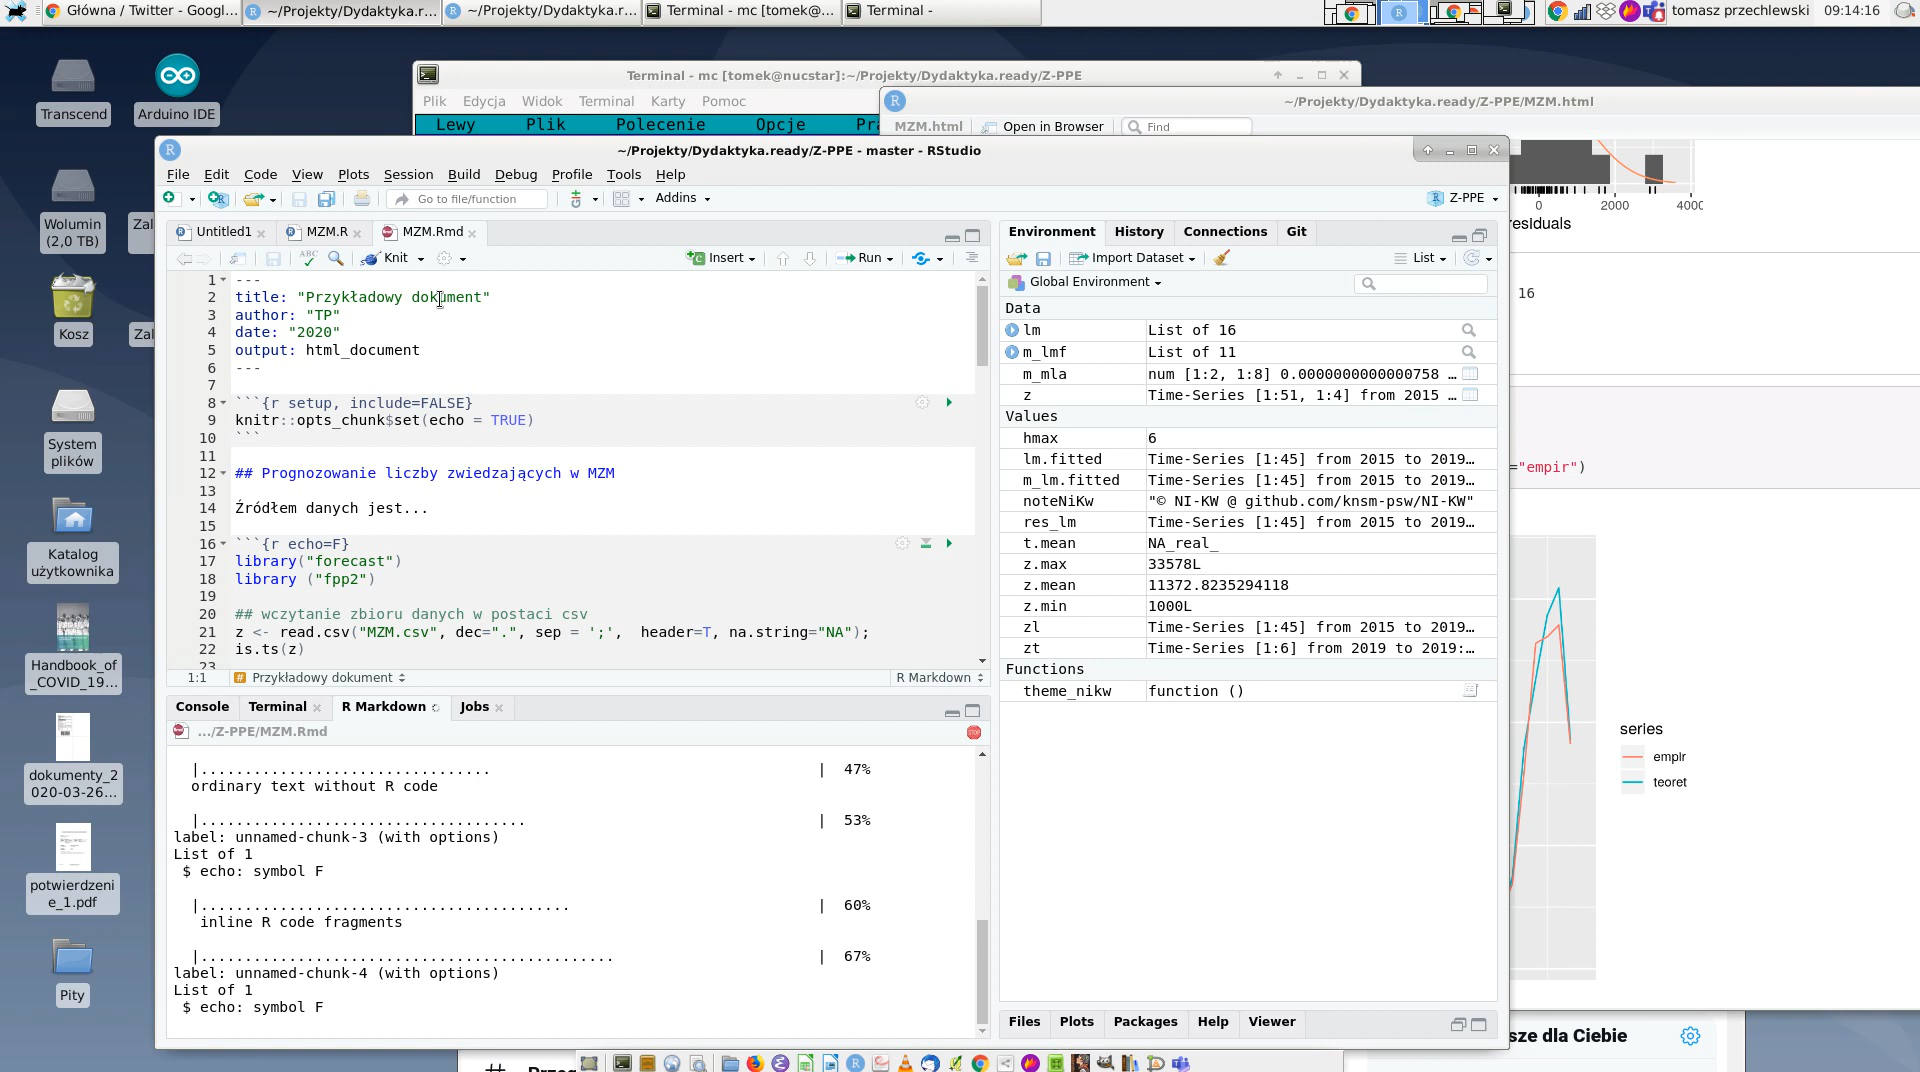 Główna / Twitter - Googl...
~/Projekty/Dydaktyka.r...
~/Projekty/Dydaktyka.r...
Terminal - mc [tomek@...
Terminal -
tomasz przechlewski
09:14:16
Transcend
Arduino IDE
Wolumin
(2,0 TB)
Zal
Kosz
Zal
System
plików
Katalog
użytkownika
Handbook_of
_COVID_19...
dokumenty_2
020-03-26...
potwierdzeni
e_1.pdf
Pity
Terminal - mc [tomek@nucstar]:~/Projekty/Dydaktyka.ready/Z-PPE
Plik Edycja Widok Terminal Karty Pomoc
Lewy Plik Polecenie Opcje Pra
~/Projekty/Dydaktyka.ready/Z-PPE/MZM.html
MZM.html Open in Browser Find
~/Projekty/Dydaktyka.ready/Z-PPE - master - RStudio
File Edit Code View Plots Session Build Debug Profile Tools Help
Go to file/function Addins Z-PPE
Untitled1 MZM.R MZM.Rmd
ABC Knit Insert Run
1 ---
2 title: "Przykładowy dokument"
3 author: "TP"
4 date: "2020"
5 output: html_document
6 ---
7
8 ```{r setup, include=FALSE}
9 knitr::opts_chunk$set(echo = TRUE)
10 ```
11
12 ## Prognozowanie liczby zwiedzających w MZM
13
14 Źródłem danych jest...
15
16 ```{r echo=F}
17 library("forecast")
18 library ("fpp2")
19
20 ## wczytanie zbioru danych w postaci csv
21 z <- read.csv("MZM.csv", dec=".", sep = ';',  header=T, na.string="NA");
22 is.ts(z)
23
1:1 # Przykładowy dokument R Markdown
Console Terminal R Markdown Jobs
.../Z-PPE/MZM.Rmd STOP
|................................. | 47%
ordinary text without R code
|..................................... | 53%
label: unnamed-chunk-3 (with options)
List of 1
$ echo: symbol F
|.......................................... | 60%
inline R code fragments
|............................................... | 67%
label: unnamed-chunk-4 (with options)
List of 1
$ echo: symbol F
Environment History Connections Git
Import Dataset List
Global Environment
Data
lm List of 16
m_lmf List of 11
m_mla num [1:2, 1:8] 0.0000000000000758 …
z Time-Series [1:51, 1:4] from 2015 …
Values
hmax 6
lm.fitted Time-Series [1:45] from 2015 to 2019…
m_lm.fitted Time-Series [1:45] from 2015 to 2019…
noteNiKw "© NI-KW @ github.com/knsm-psw/NI-KW"
res_lm Time-Series [1:45] from 2015 to 2019…
t.mean NA_real_
z.max 33578L
z.mean 11372.8235294118
z.min 1000L
zl Time-Series [1:45] from 2015 to 2019…
zt Time-Series [1:6] from 2019 to 2019:…
Functions
theme_nikw function ()
Files Plots Packages Help Viewer
0 2000 4000
esiduals
16
="empir")
series
empir
teoret
sze dla Ciebie